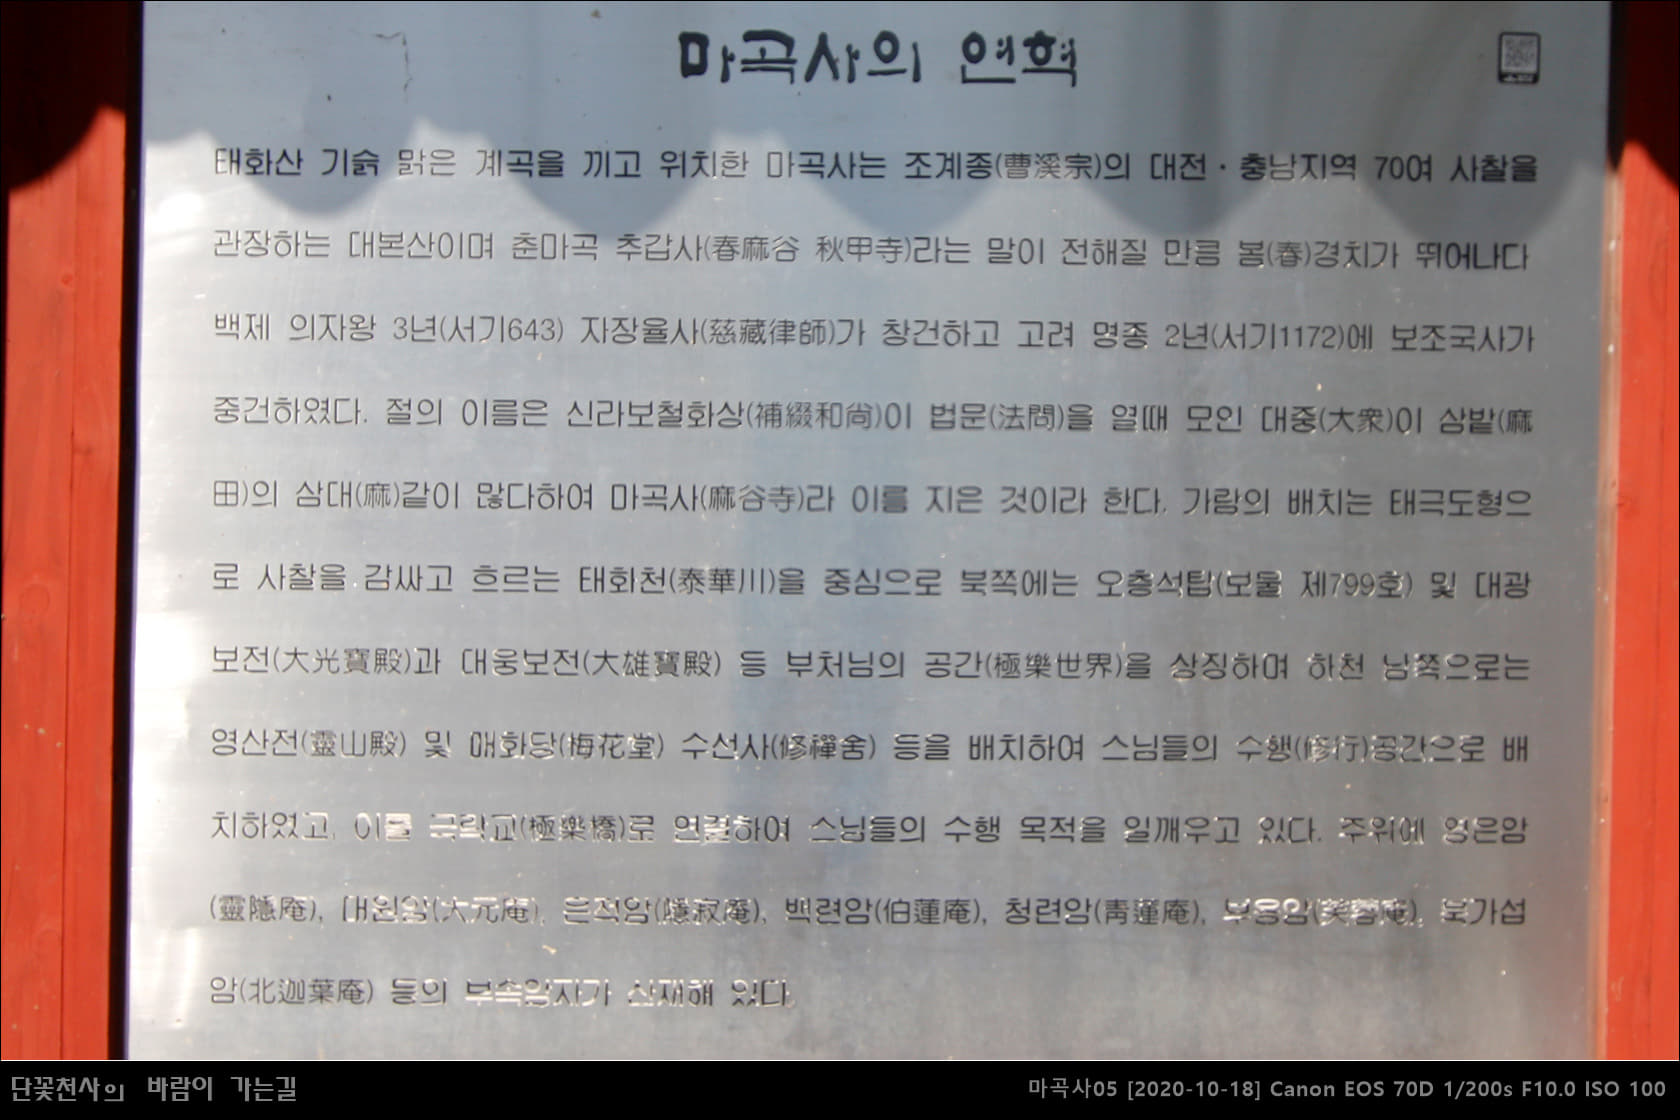 마곡사의 연혁
태화산 기슭 맑은 계곡을 끼고 위치한 마곡사는 조계종(曹溪宗)의 대전·충남지역 70여 사찰을
관장하는 대본산이며 춘마곡 추갑사(春麻谷 秋甲寺)라는 말이 전해질 만큼 봄(春)경치가 뛰어나다
백제 의자왕 3년(서기643) 자장율사(慈藏律師)가 창건하고 고려 명종 2년(서기1172)에 보조국사가
중건하였다. 절의 이름은 신라보철화상(補綴和尙)이 법문(法問)을 열때 모인 대중(大衆)이 삼밭(麻
田)의 삼대(麻)같이 많다하여 마곡사(麻谷寺)라 이름 지은 것이라 한다. 가람의 배치는 태극도형으
로 사찰을 감싸고 흐르는 태화천(泰華川)을 중심으로 북쪽에는 오층석탑(보물 제799호) 및 대광
보전(大光寶殿)과 대웅보전(大雄寶殿) 등 부처님의 공간(極樂世界)을 상징하며 하천 남쪽으로는
영산전(靈山殿) 및 매화당(梅花堂) 수선사(修禪舍) 등을 배치하여 스님들의 수행(修行)공간으로 배
치하였고, 이를 극락교(極樂橋)로 연결하여 스님들의 수행 목적을 일깨우고 있다. 주위에 영은암
(靈隱庵), 대원암(大元庵), 은적암(隱寂庵), 백련암(伯蓮庵), 청련암(靑蓮庵), 부용암(芙蓉庵), 북가섭
암(北迦葉庵) 등의 부속암자가 산재해 있다.
단꽃천사의 바람이 가는길
마곡사05 [2020-10-18] Canon EOS 70D 1/200s F10.0 ISO 100